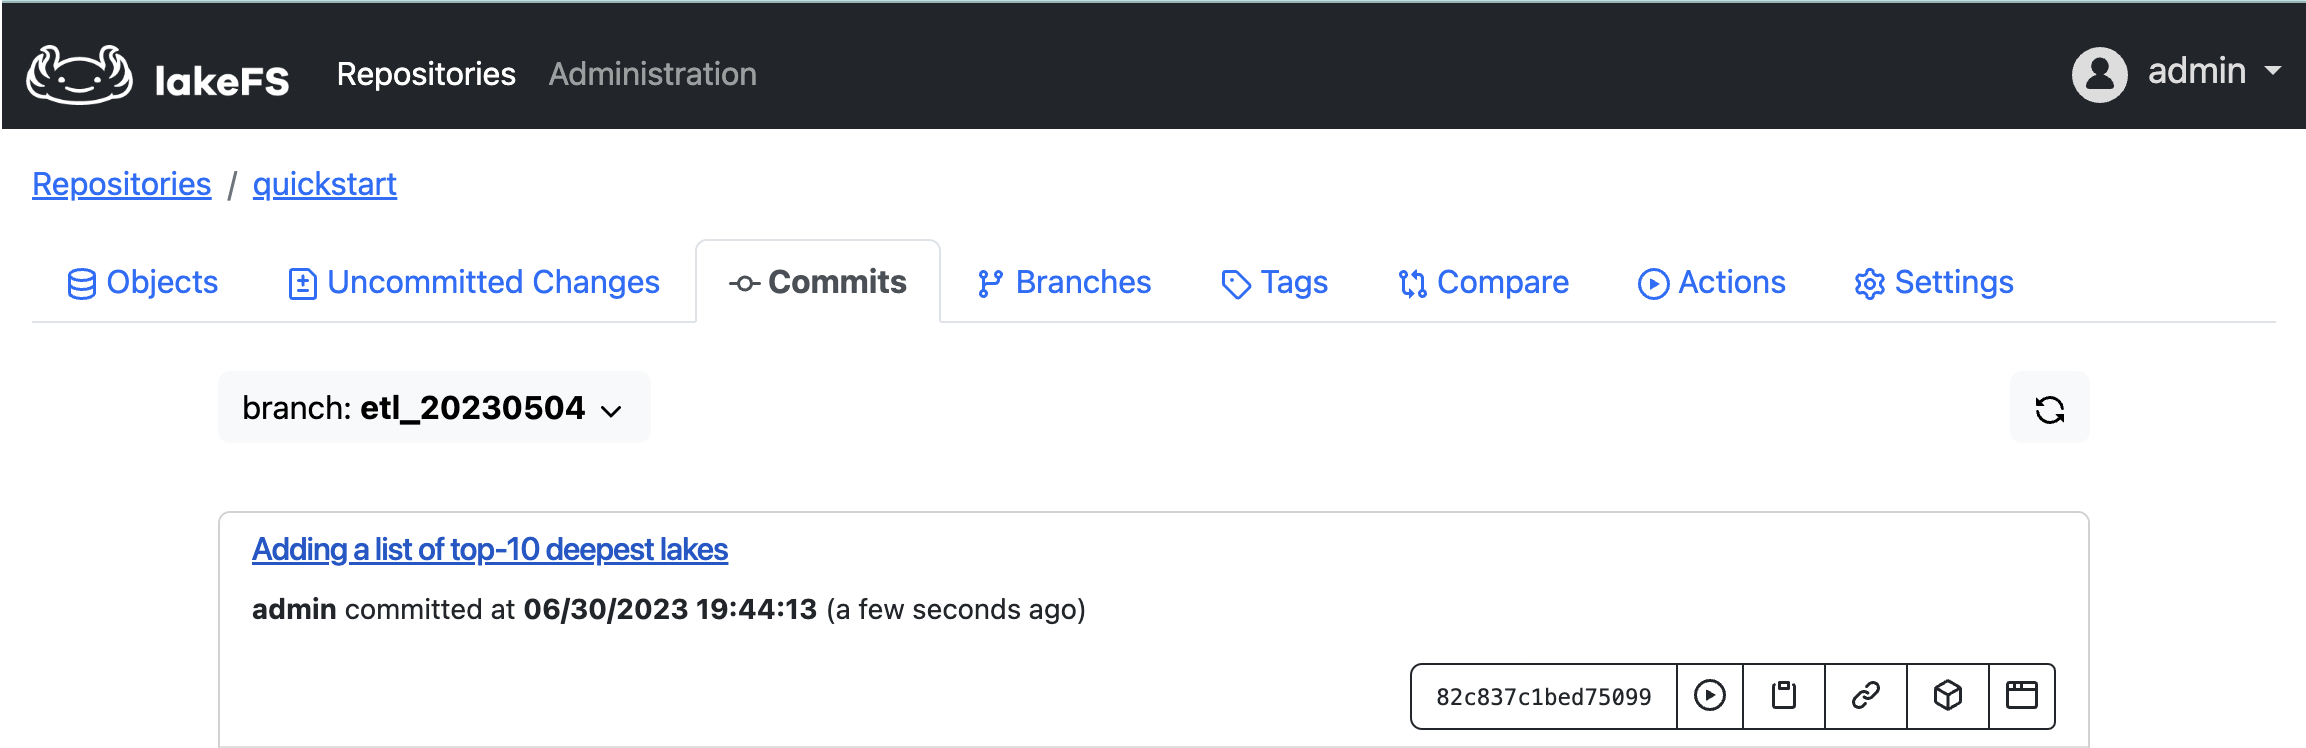 lakeFS Repositories Administration admin
Repositories / quickstart
Objects Uncommitted Changes Commits Branches Tags Compare Actions Settings
branch: etl_20230504
Adding a list of top-10 deepest lakes
admin committed at 06/30/2023 19:44:13 (a few seconds ago)
82c837c1bed75099